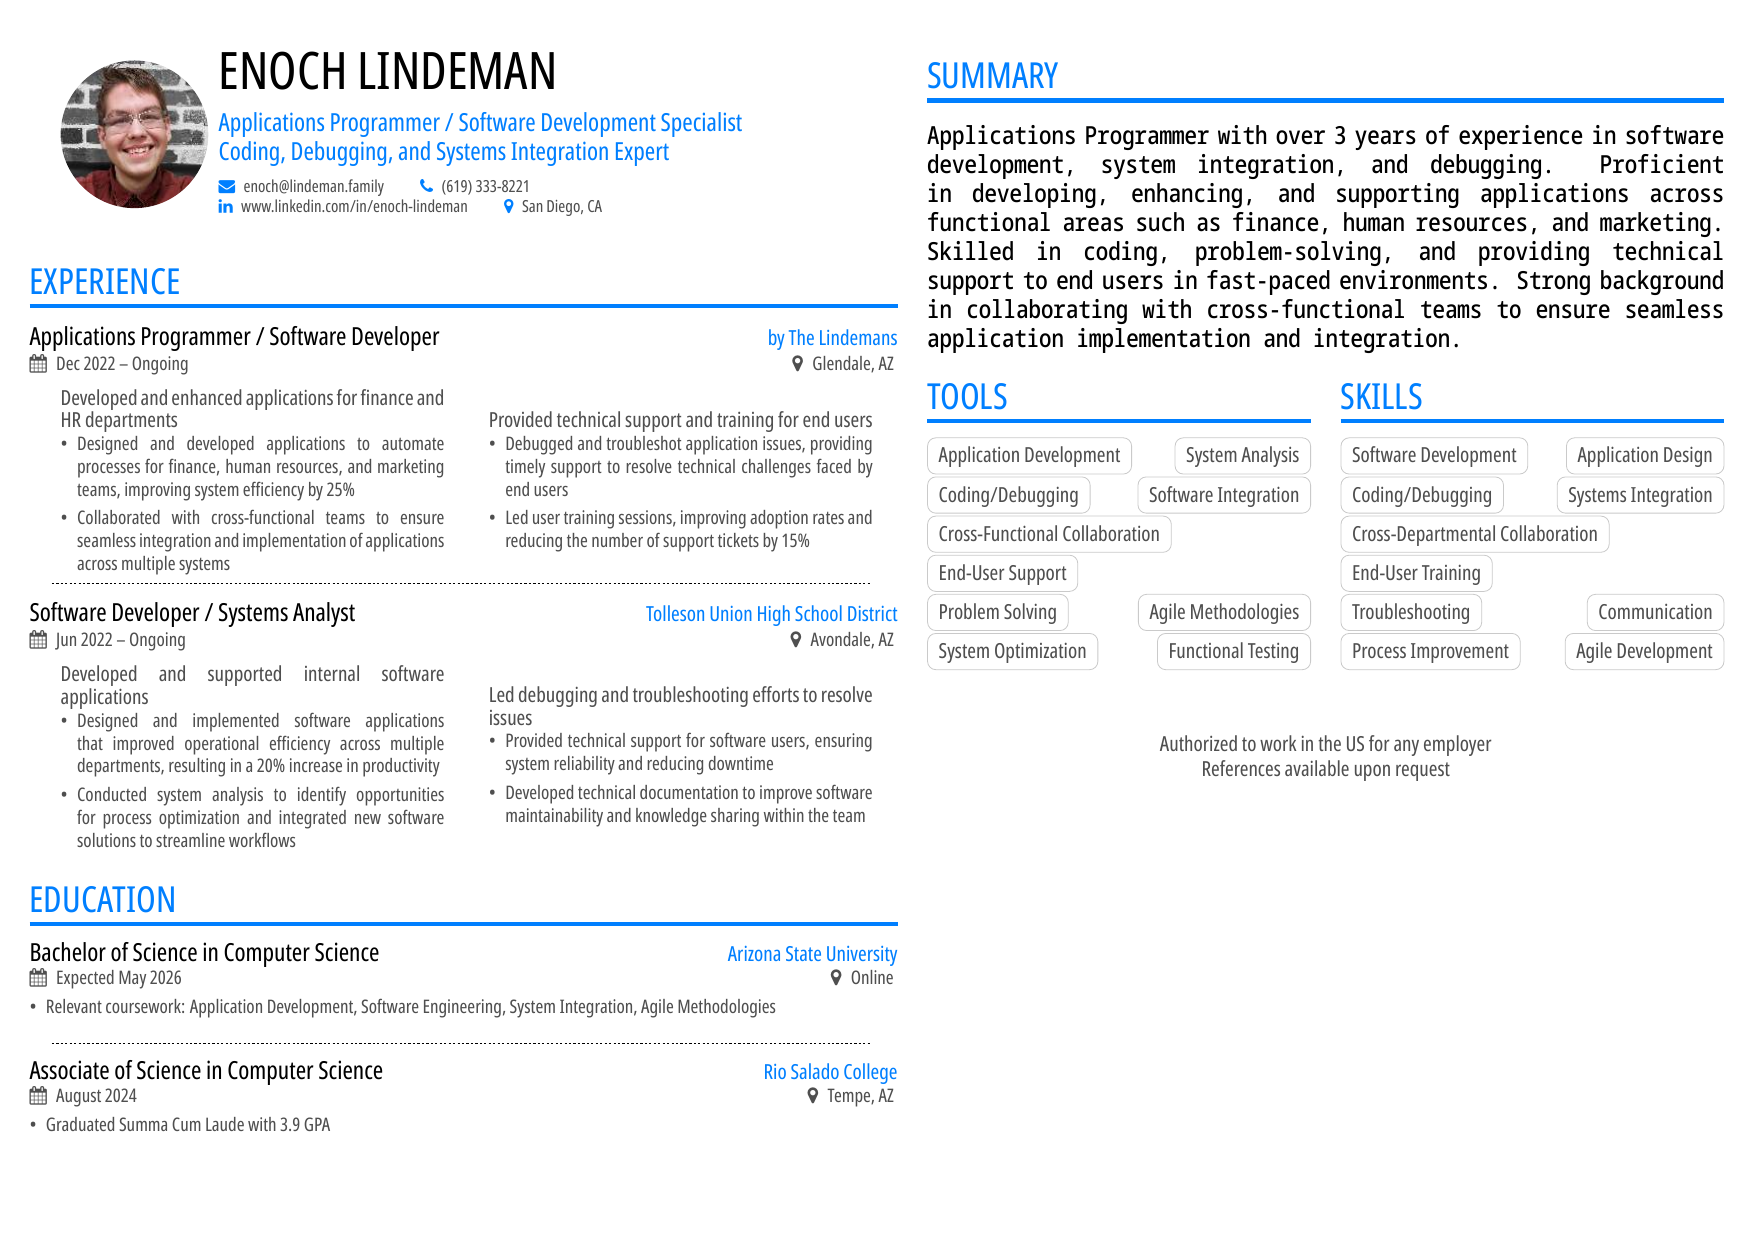 ENOCH LINDEMAN
Applications Programmer / Software Development Specialist
Coding, Debugging, and Systems Integration Expert
enoch@lindeman.family (619) 333-8221
www.linkedin.com/in/enoch-lindeman San Diego, CA
EXPERIENCE
Applications Programmer / Software Developer by The Lindemans
Dec 2022 – Ongoing Glendale, AZ
Developed and enhanced applications for finance and
HR departments
• Designed and developed applications to automate
processes for finance, human resources, and marketing
teams, improving system efficiency by 25%
• Collaborated with cross-functional teams to ensure
seamless integration and implementation of applications
across multiple systems
Provided technical support and training for end users
• Debugged and troubleshot application issues, providing
timely support to resolve technical challenges faced by
end users
• Led user training sessions, improving adoption rates and
reducing the number of support tickets by 15%
Software Developer / Systems Analyst Tolleson Union High School District
Jun 2022 – Ongoing Avondale, AZ
Developed and supported internal software
applications
• Designed and implemented software applications
that improved operational efficiency across multiple
departments, resulting in a 20% increase in productivity
• Conducted system analysis to identify opportunities
for process optimization and integrated new software
solutions to streamline workflows
Led debugging and troubleshooting efforts to resolve
issues
• Provided technical support for software users, ensuring
system reliability and reducing downtime
• Developed technical documentation to improve software
maintainability and knowledge sharing within the team
EDUCATION
Bachelor of Science in Computer Science Arizona State University
Expected May 2026 Online
• Relevant coursework: Application Development, Software Engineering, System Integration, Agile Methodologies
Associate of Science in Computer Science Rio Salado College
August 2024 Tempe, AZ
• Graduated Summa Cum Laude with 3.9 GPA
SUMMARY
Applications Programmer with over 3 years of experience in software
development, system integration, and debugging. Proficient
in developing, enhancing, and supporting applications across
functional areas such as finance, human resources, and marketing.
Skilled in coding, problem-solving, and providing technical
support to end users in fast-paced environments. Strong background
in collaborating with cross-functional teams to ensure seamless
application implementation and integration.
TOOLS
Application Development System Analysis
Coding/Debugging Software Integration
Cross-Functional Collaboration
End-User Support
Problem Solving Agile Methodologies
System Optimization Functional Testing
SKILLS
Software Development Application Design
Coding/Debugging Systems Integration
Cross-Departmental Collaboration
End-User Training
Troubleshooting Communication
Process Improvement Agile Development
Authorized to work in the US for any employer
References available upon request